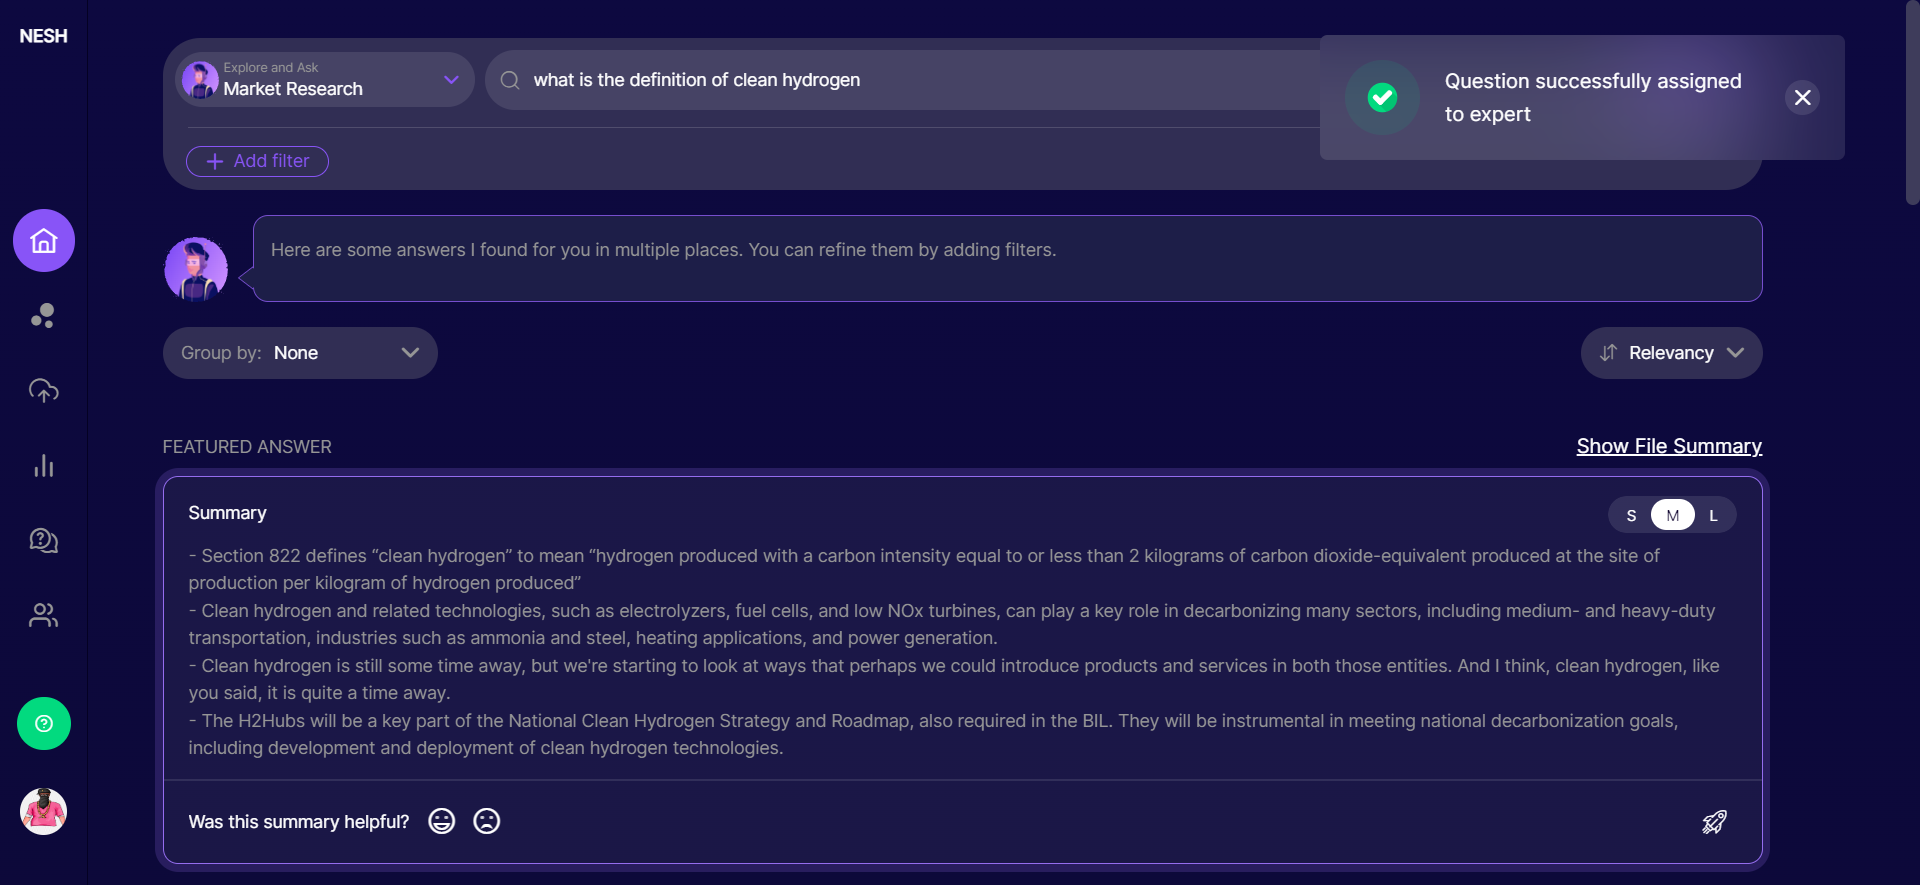 NESH
Explore and Ask
Market Research
what is the definition of clean hydrogen
Question successfully assigned
to expert
Add filter
Here are some answers I found for you in multiple places. You can refine them by adding filters.
Group by: None
Relevancy
FEATURED ANSWER
Show File Summary
Summary
S M L
- Section 822 defines “clean hydrogen” to mean “hydrogen produced with a carbon intensity equal to or less than 2 kilograms of carbon dioxide-equivalent produced at the site of
production per kilogram of hydrogen produced”
- Clean hydrogen and related technologies, such as electrolyzers, fuel cells, and low NOx turbines, can play a key role in decarbonizing many sectors, including medium- and heavy-duty
transportation, industries such as ammonia and steel, heating applications, and power generation.
- Clean hydrogen is still some time away, but we're starting to look at ways that perhaps we could introduce products and services in both those entities. And I think, clean hydrogen, like
you said, it is quite a time away.
- The H2Hubs will be a key part of the National Clean Hydrogen Strategy and Roadmap, also required in the BIL. They will be instrumental in meeting national decarbonization goals,
including development and deployment of clean hydrogen technologies.
Was this summary helpful?